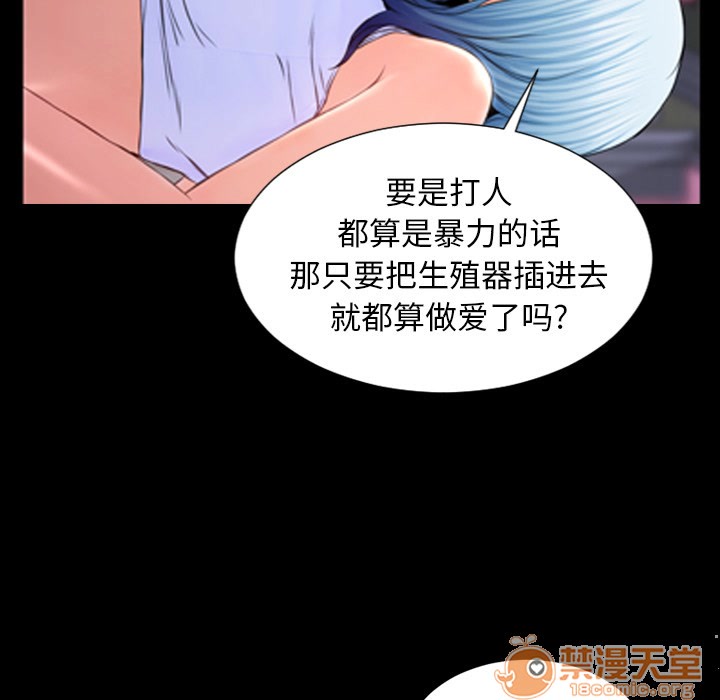 要是打人
都算是暴力的话
那只要把生殖器插进去
就都算做爱了吗?
禁漫天堂
18comic.org